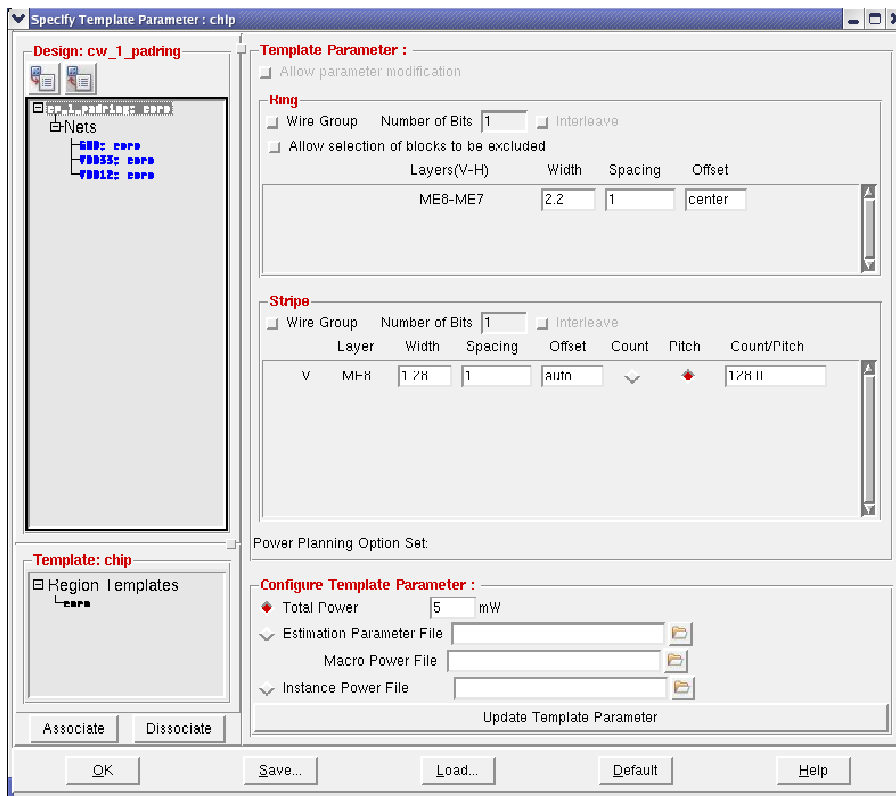 Specify Template Parameter : chip
Design: cw_1_padring
cw_1_padring: core
Nets
GND: core
VDD33: core
VDD12: core
Template: chip
Region Templates
core
Associate Dissociate
Template Parameter :
Allow parameter modification
Ring
Wire Group Number of Bits 1 Interleave
Allow selection of blocks to be excluded
Layers(V-H) Width Spacing Offset
ME8-ME7 2.2 1 center
Stripe
Wire Group Number of Bits 1 Interleave
Layer Width Spacing Offset Count Pitch Count/Pitch
V ME8 1.28 1 auto 128.0
Power Planning Option Set:
Configure Template Parameter :
Total Power 5 mW
Estimation Parameter File
Macro Power File
Instance Power File
Update Template Parameter
OK Save... Load... Default Help